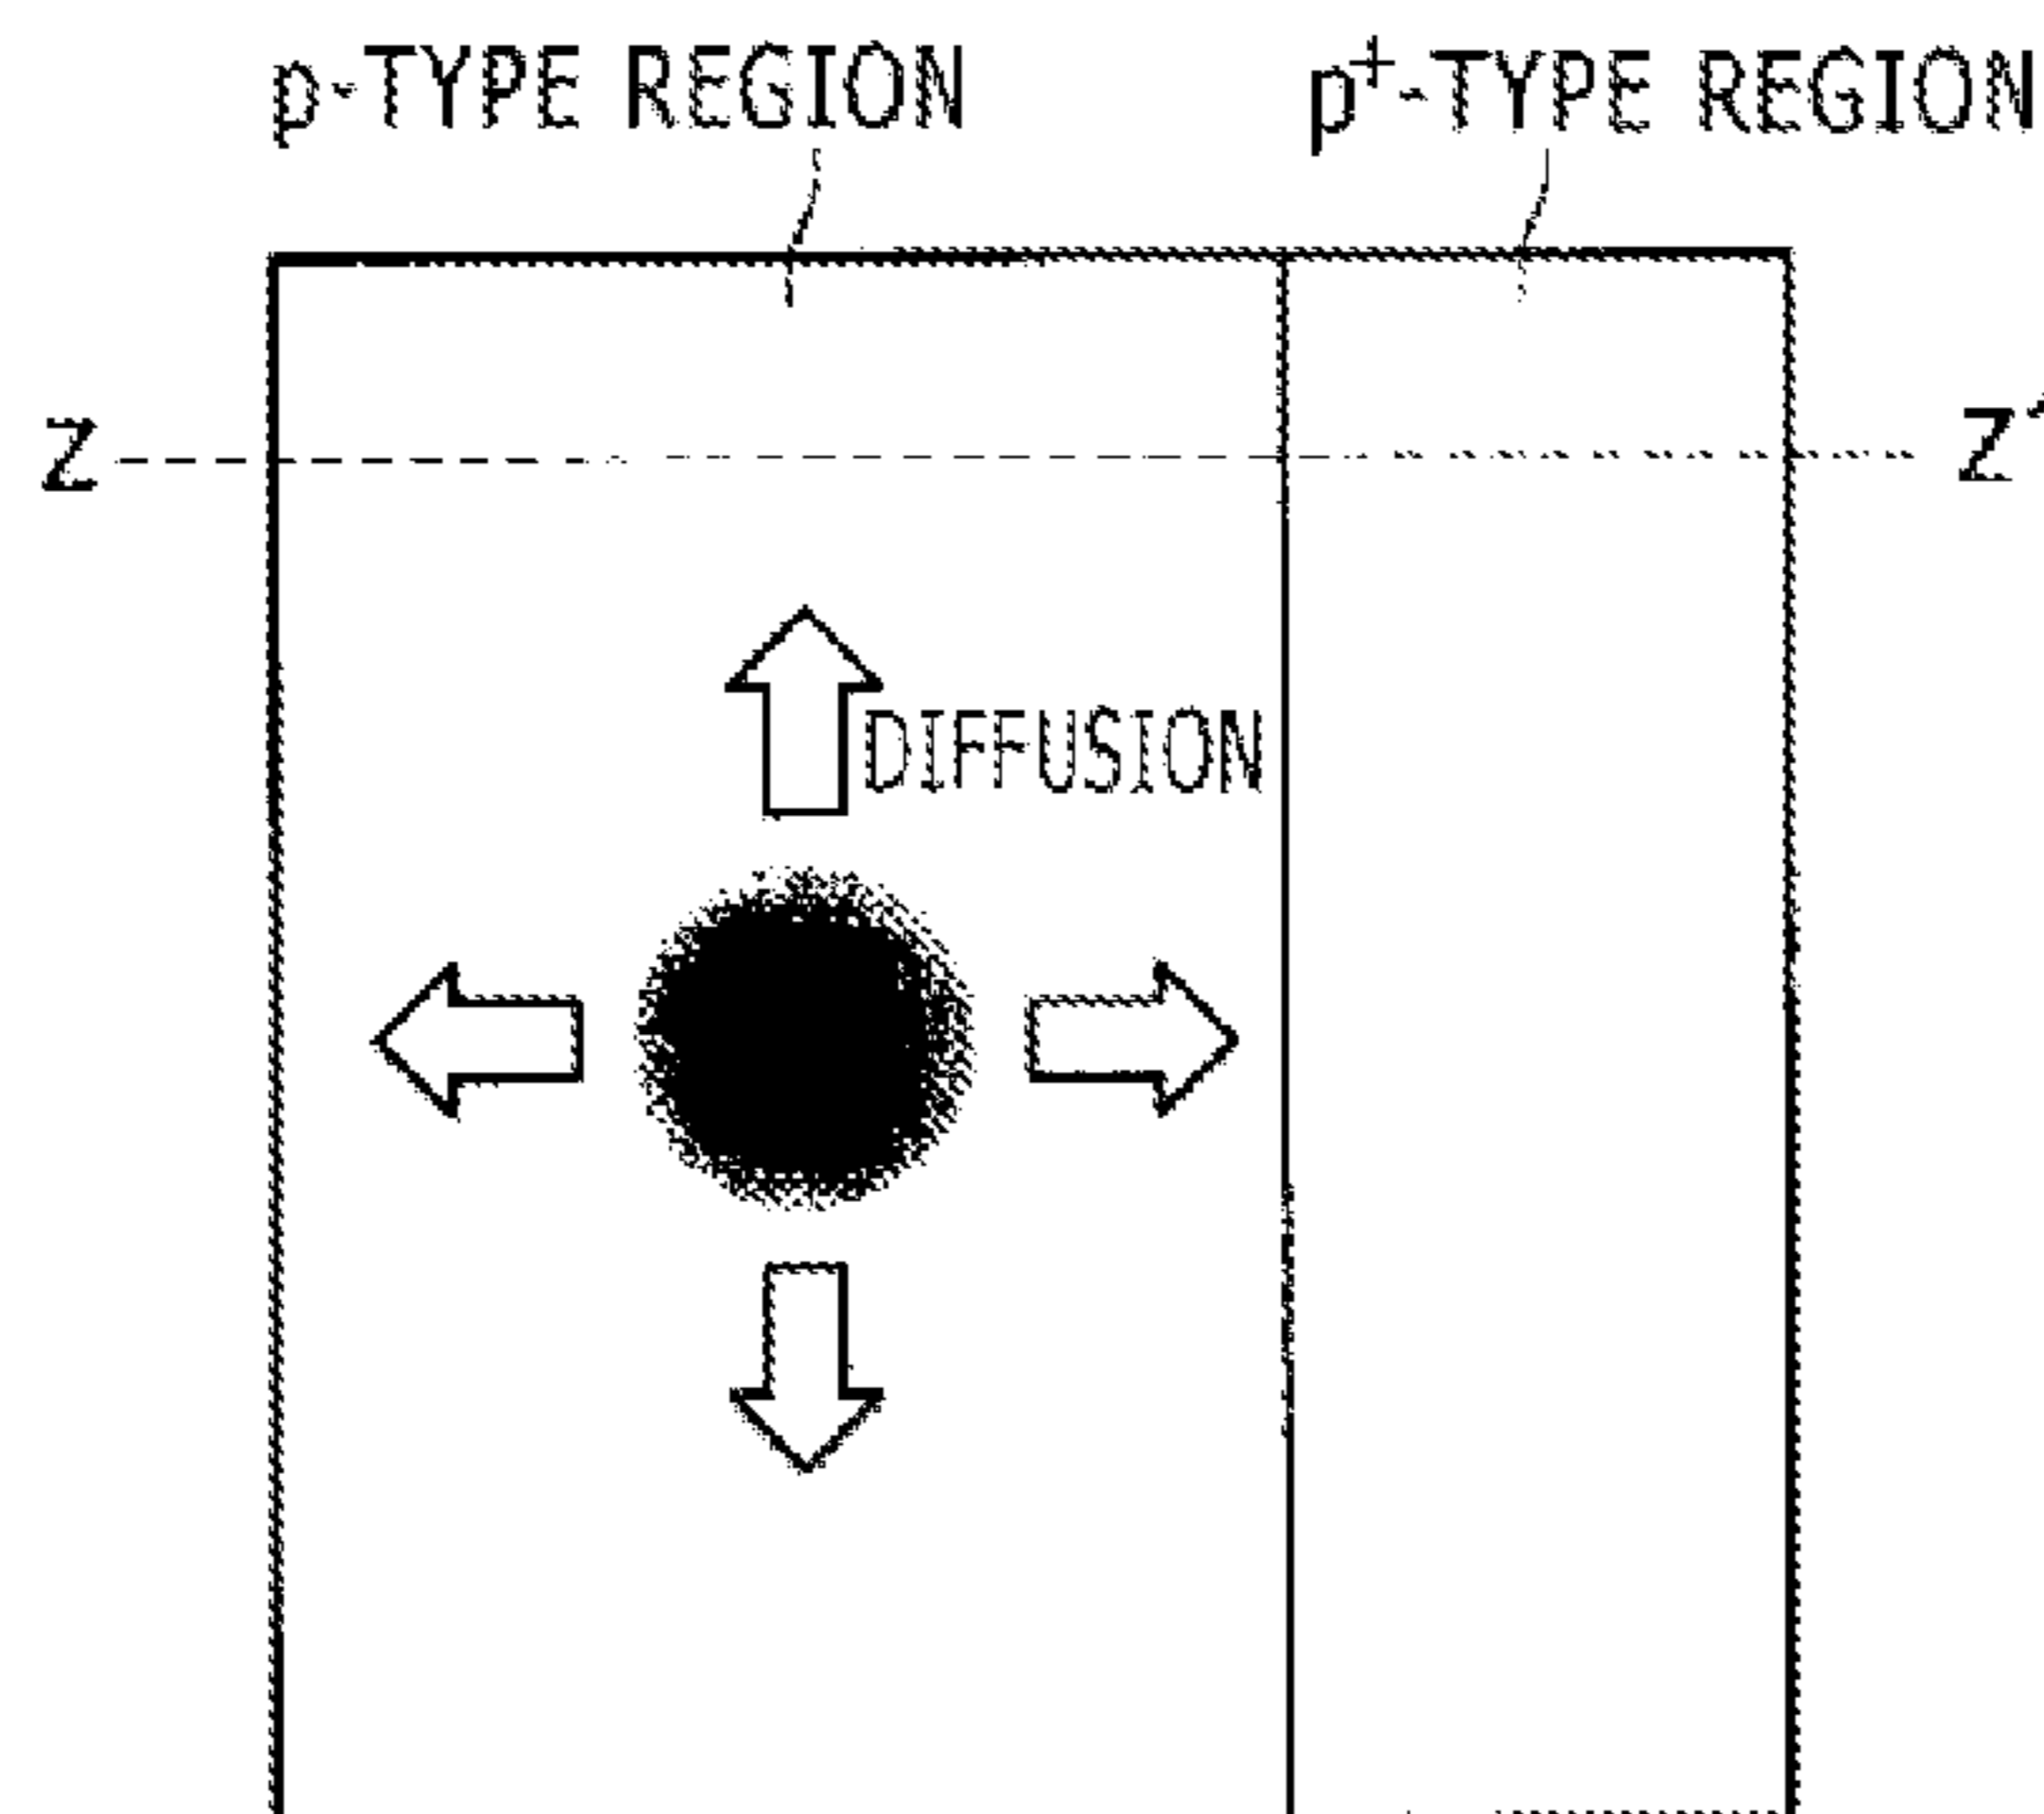 p-TYPE REGION
p⁺-TYPE REGION
Z
Z'
DIFFUSION